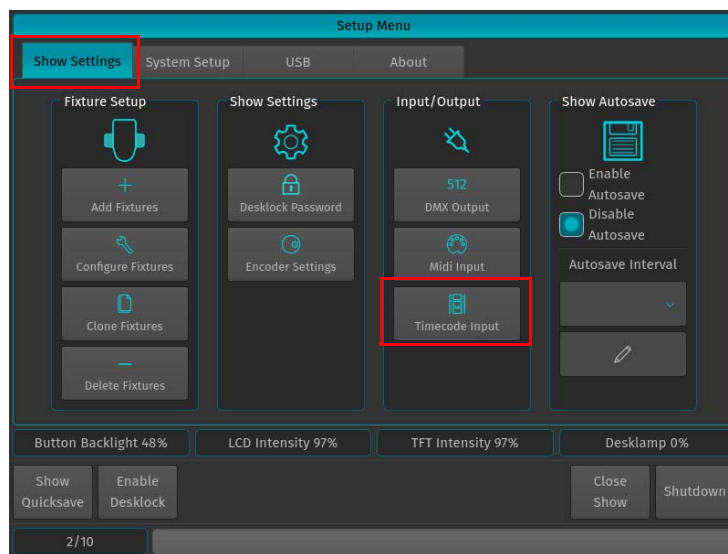 Setup Menu
Show Settings
System Setup
USB
About
Fixture Setup
Add Fixtures
Configure Fixtures
Clone Fixtures
Delete Fixtures
Show Settings
Desklock Password
Encoder Settings
Input/Output
512
DMX Output
Midi Input
Timecode Input
Show Autosave
Enable
Autosave
Disable
Autosave
Autosave Interval
Button Backlight 48%
LCD Intensity 97%
TFT Intensity 97%
Desklamp 0%
Show
Quicksave
Enable
Desklock
Close
Show
Shutdown
2/10